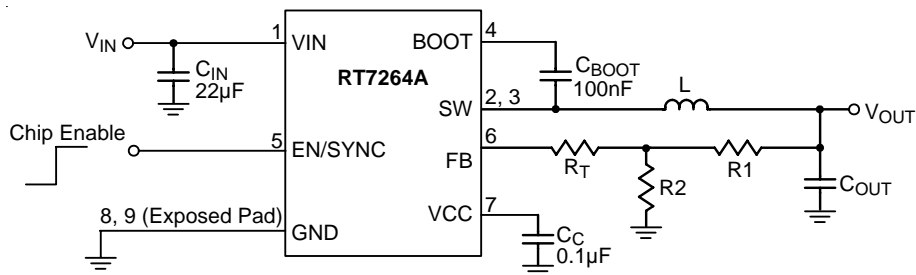 VIN
1
VIN
BOOT
4
CIN
22µF
RT7264A
CBOOT
100nF
SW
2, 3
L
VOUT
Chip Enable
5
EN/SYNC
FB
6
RT
R1
R2
COUT
VCC
7
8, 9 (Exposed Pad)
GND
CC
0.1µF